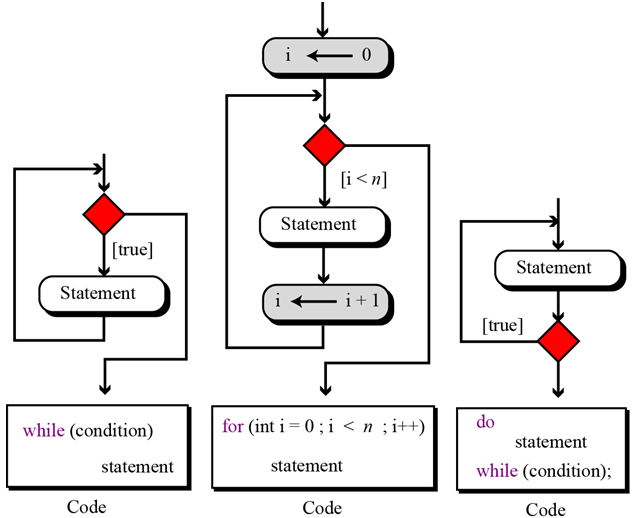 [true]
Statement
while (condition)
statement
Code
i ← 0
[i < n]
Statement
i ← i + 1
for (int i = 0 ; i < n ; i++)
statement
Code
Statement
[true]
do
statement
while (condition);
Code